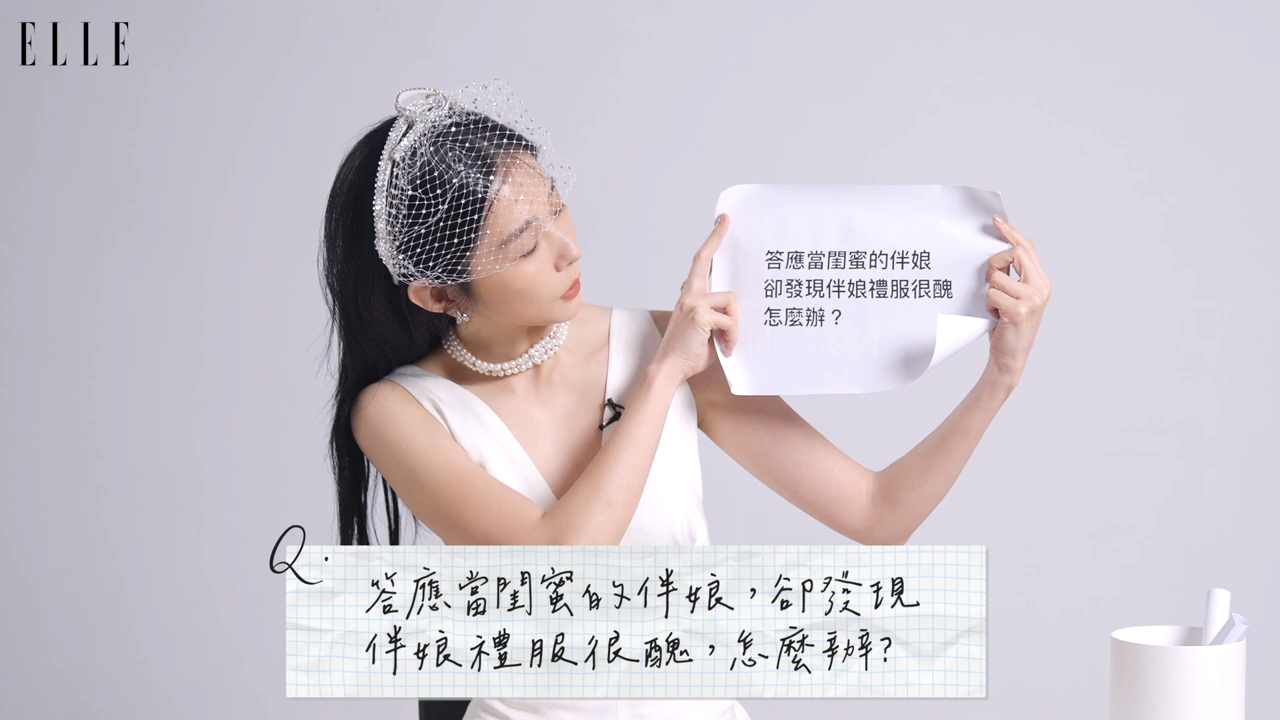 ELLE
答應當閨蜜的伴娘
卻發現伴娘禮服很醜
怎麼辦？
Q.
答應當閨蜜的伴娘，卻發現
伴娘禮服很醜，怎麼辦?